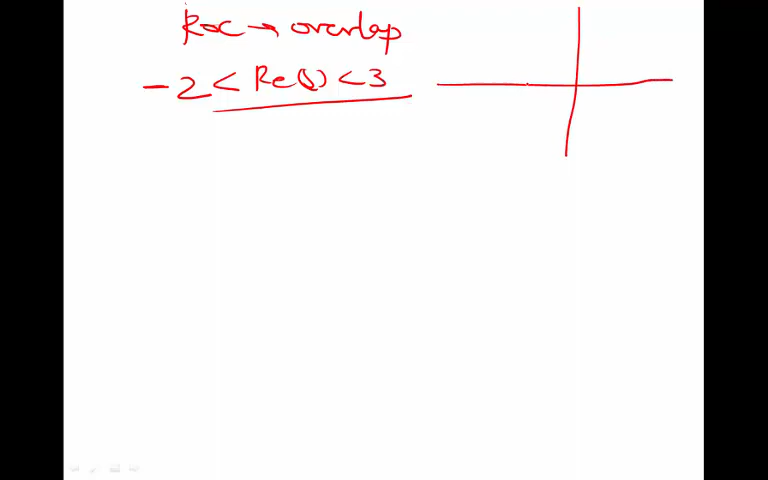 Roc → overlap
-2 < Re(s) < 3